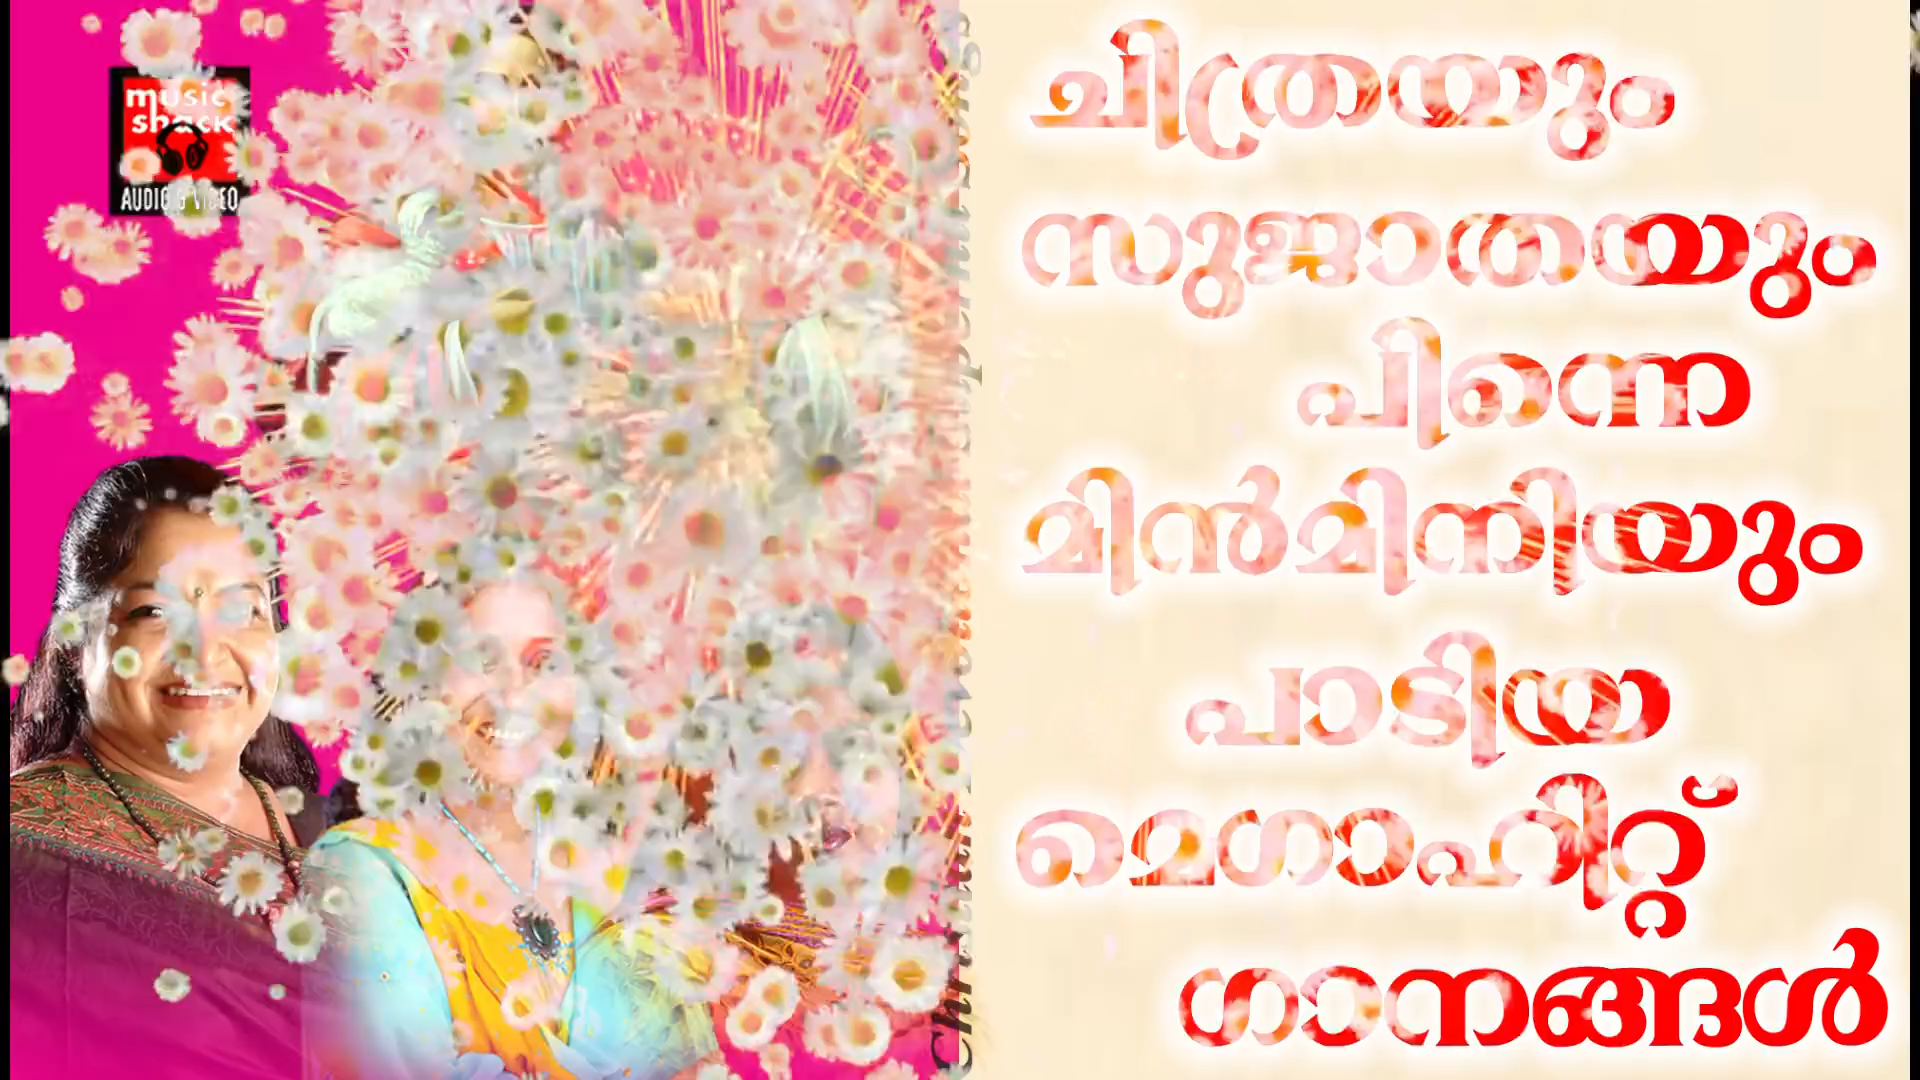 music
shack
AUDIO & VIDEO
ചിത്രയും
സുജാതയും
പിന്നെ
മിൻമിനിയും
പാടിയ
മെഗാഹിറ്റ്
ഗാനങ്ങൾ